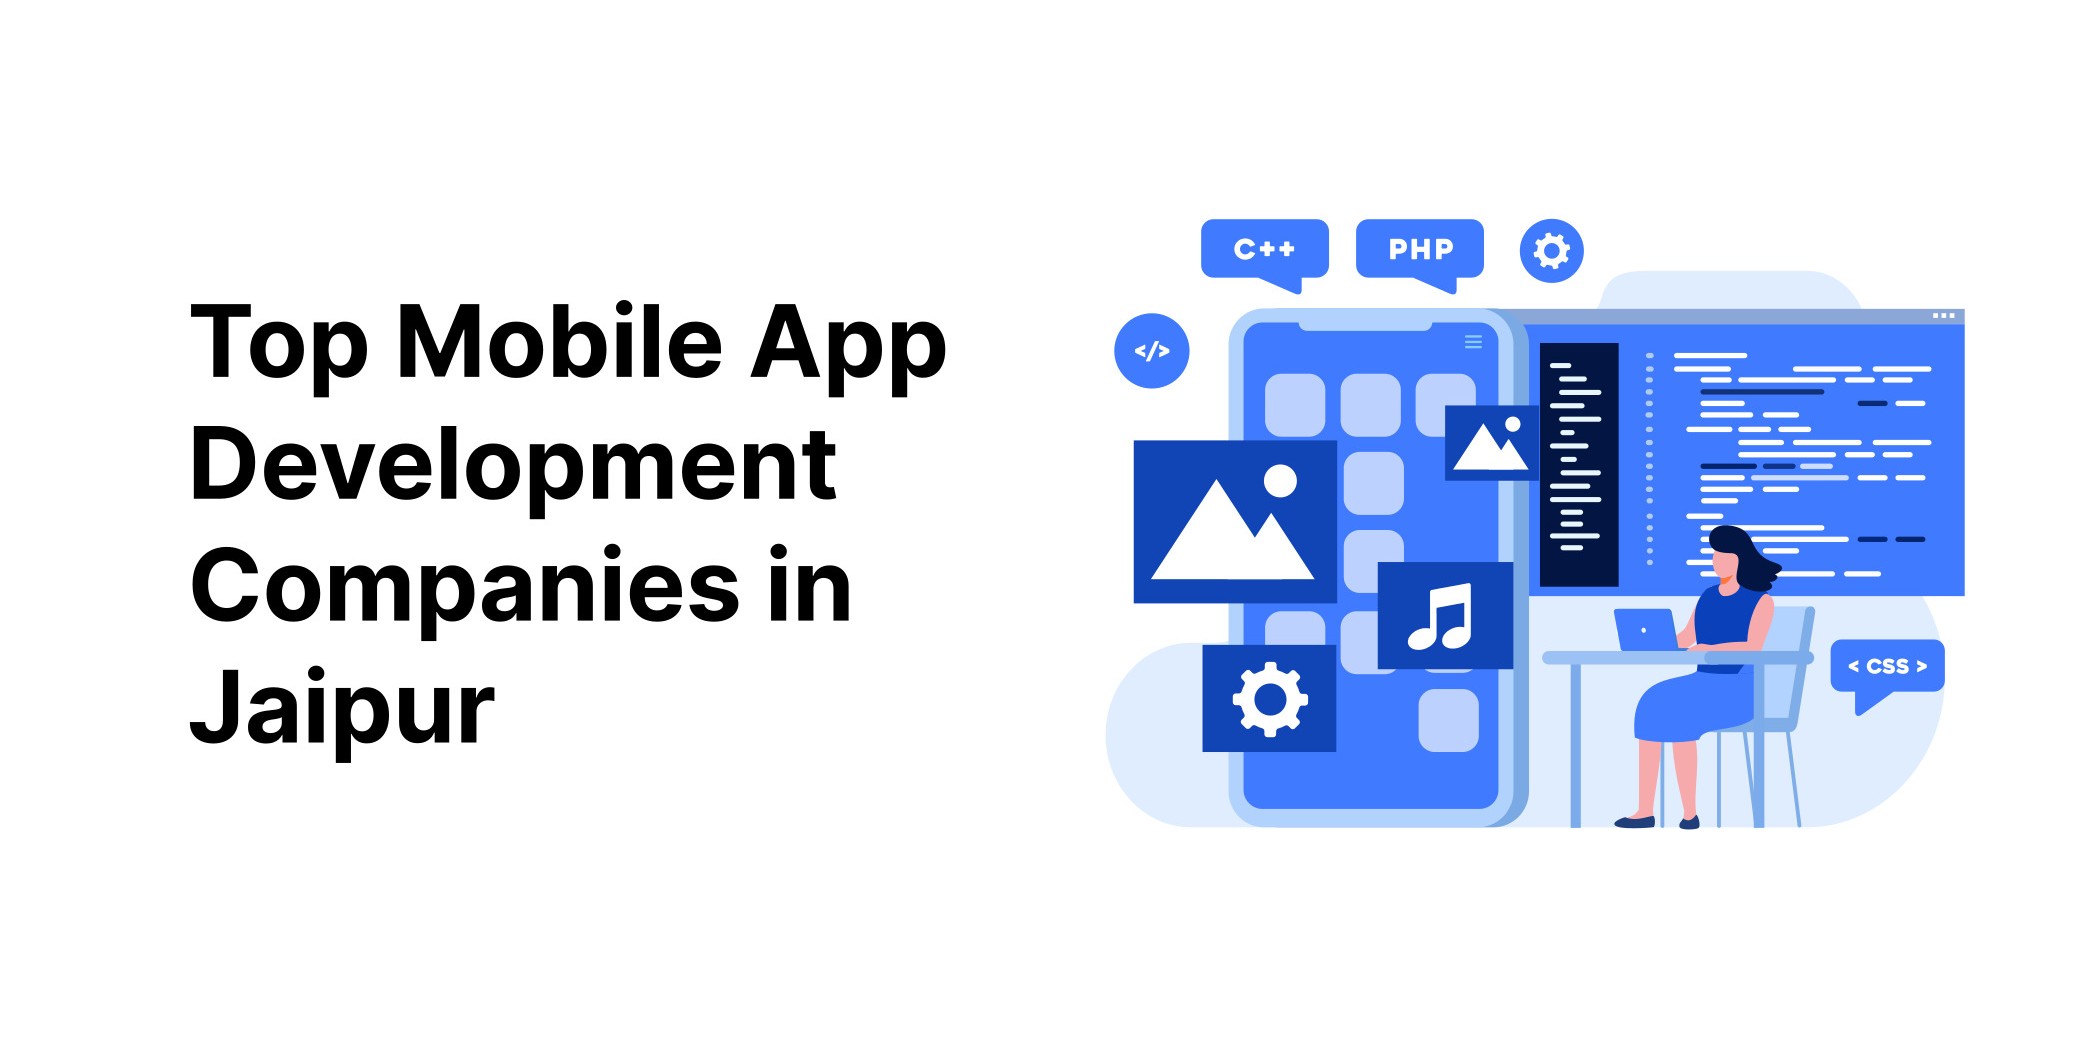 Top Mobile App
Development
Companies in
Jaipur
C++
PHP
</>
< CSS >